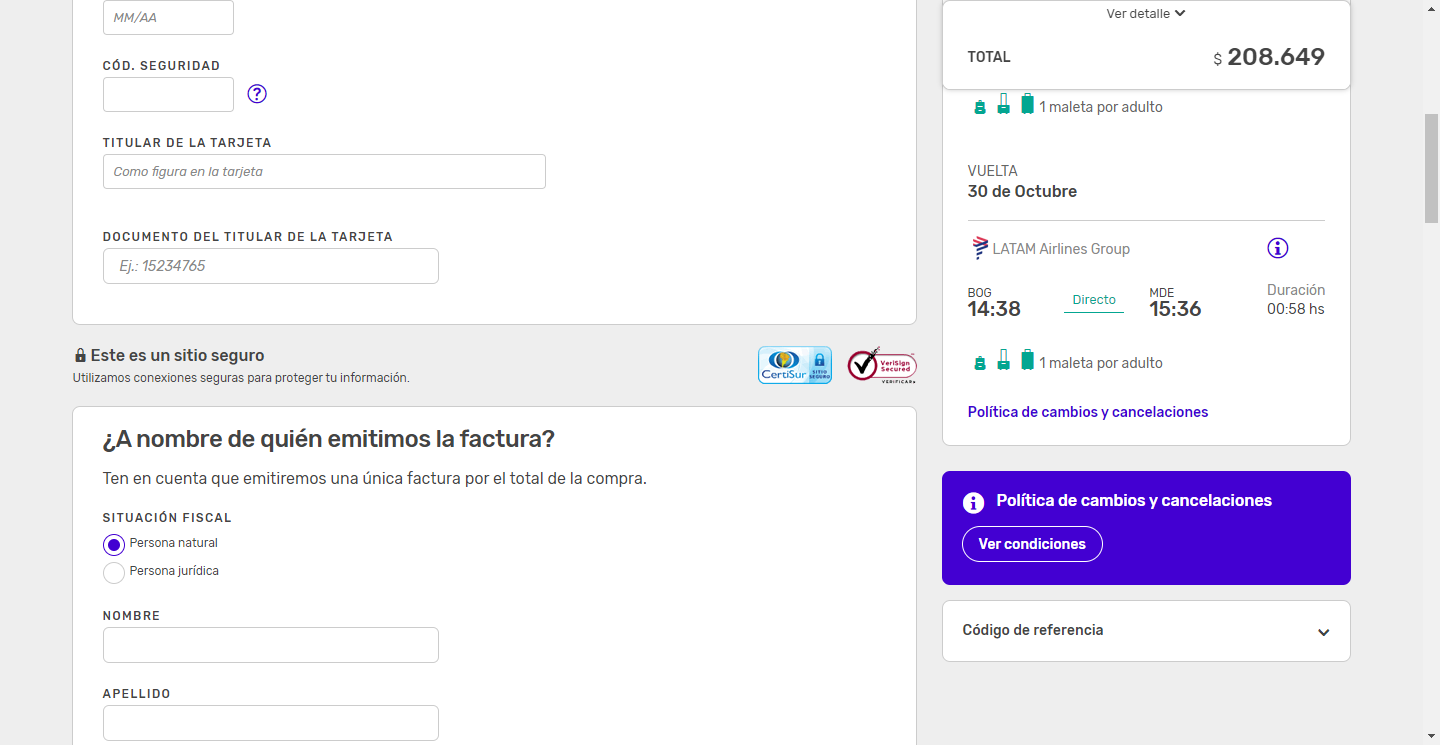 MM/AA
CÓD. SEGURIDAD
?
TITULAR DE LA TARJETA
Como figura en la tarjeta
DOCUMENTO DEL TITULAR DE LA TARJETA
Ej.: 15234765
Este es un sitio seguro
Utilizamos conexiones seguras para proteger tu información.
CertiSur
SITIO
SEGURO
VeriSign
Secured
VERIFICAR▸
¿A nombre de quién emitimos la factura?
Ten en cuenta que emitiremos una única factura por el total de la compra.
SITUACIÓN FISCAL
Persona natural
Persona jurídica
NOMBRE
APELLIDO
Ver detalle
TOTAL $ 208.649
1 maleta por adulto
VUELTA
30 de Octubre
LATAM Airlines Group
BOG
14:38
Directo
MDE
15:36
Duración
00:58 hs
1 maleta por adulto
Política de cambios y cancelaciones
Política de cambios y cancelaciones
Ver condiciones
Código de referencia